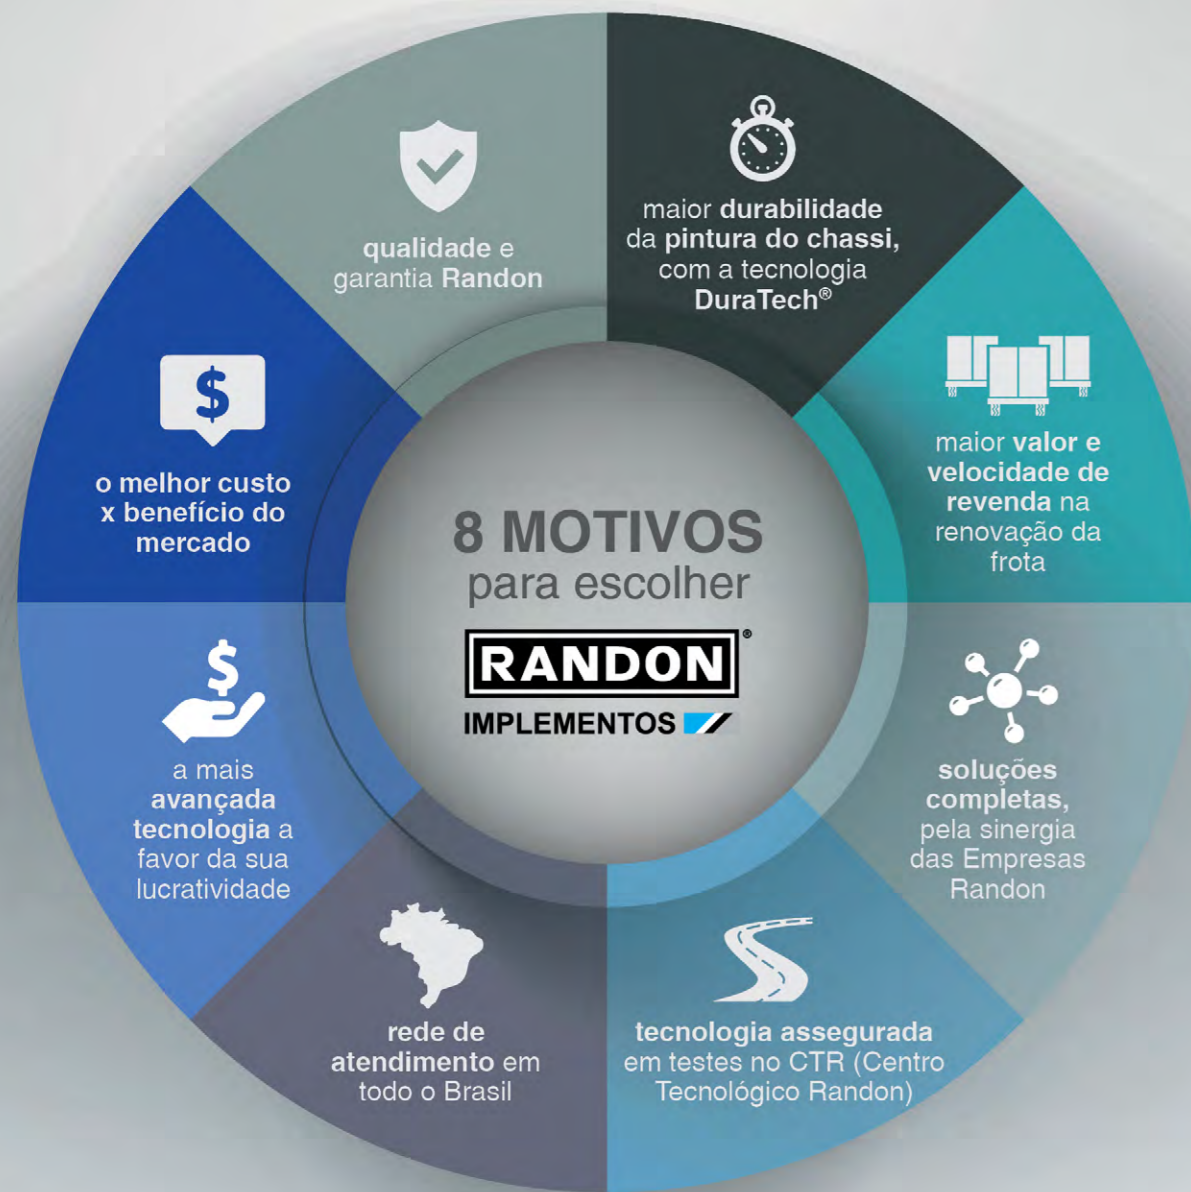 8 MOTIVOS
para escolher
RANDON®
IMPLEMENTOS
maior durabilidade
da pintura do chassi,
com a tecnologia
DuraTech®
maior valor e
velocidade de
revenda na
renovação da
frota
soluções
completas,
pela sinergia
das Empresas
Randon
tecnologia assegurada
em testes no CTR (Centro
Tecnológico Randon)
rede de
atendimento em
todo o Brasil
$
a mais
avançada
tecnologia a
favor da sua
lucratividade
$
o melhor custo
x benefício do
mercado
qualidade e
garantia Randon